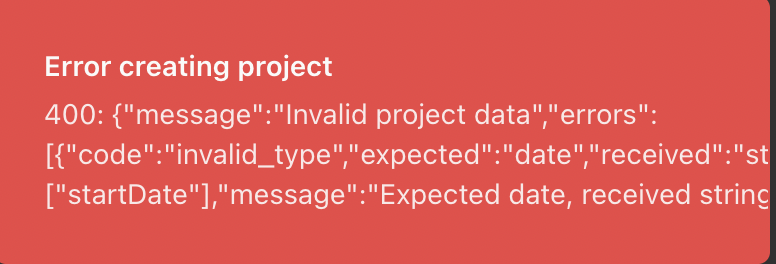 Error creating project
400: {"message":"Invalid project data","errors":
[{"code":"invalid_type","expected":"date","received":"st
["startDate"],"message":"Expected date, received string